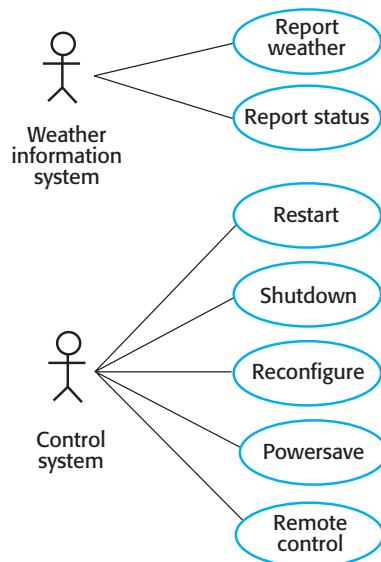 Report
weather
Report status
Weather
information
system
Restart
Shutdown
Reconfigure
Control
system
Powersave
Remote
control